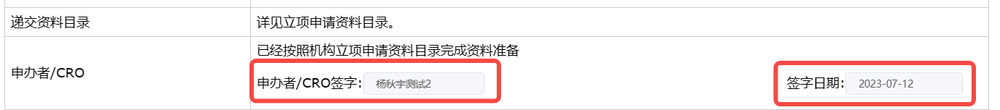 递交资料目录 详见立项申请资料目录。
已经按照机构立项申请资料目录完成资料准备
申办者/CRO
申办者/CRO签字: 杨秋宇测试2 签字日期: 2023-07-12